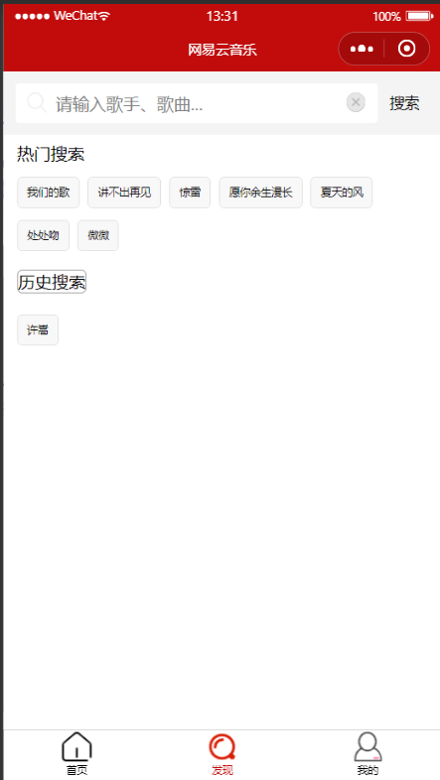 ●●●●● WeChat 13:31 100%
网易云音乐
请输入歌手、歌曲... 搜索
热门搜索
我们的歌 讲不出再见 惊雷 愿你余生漫长 夏天的风
处处吻 微微
历史搜索
许嵩
首页 发现 我的